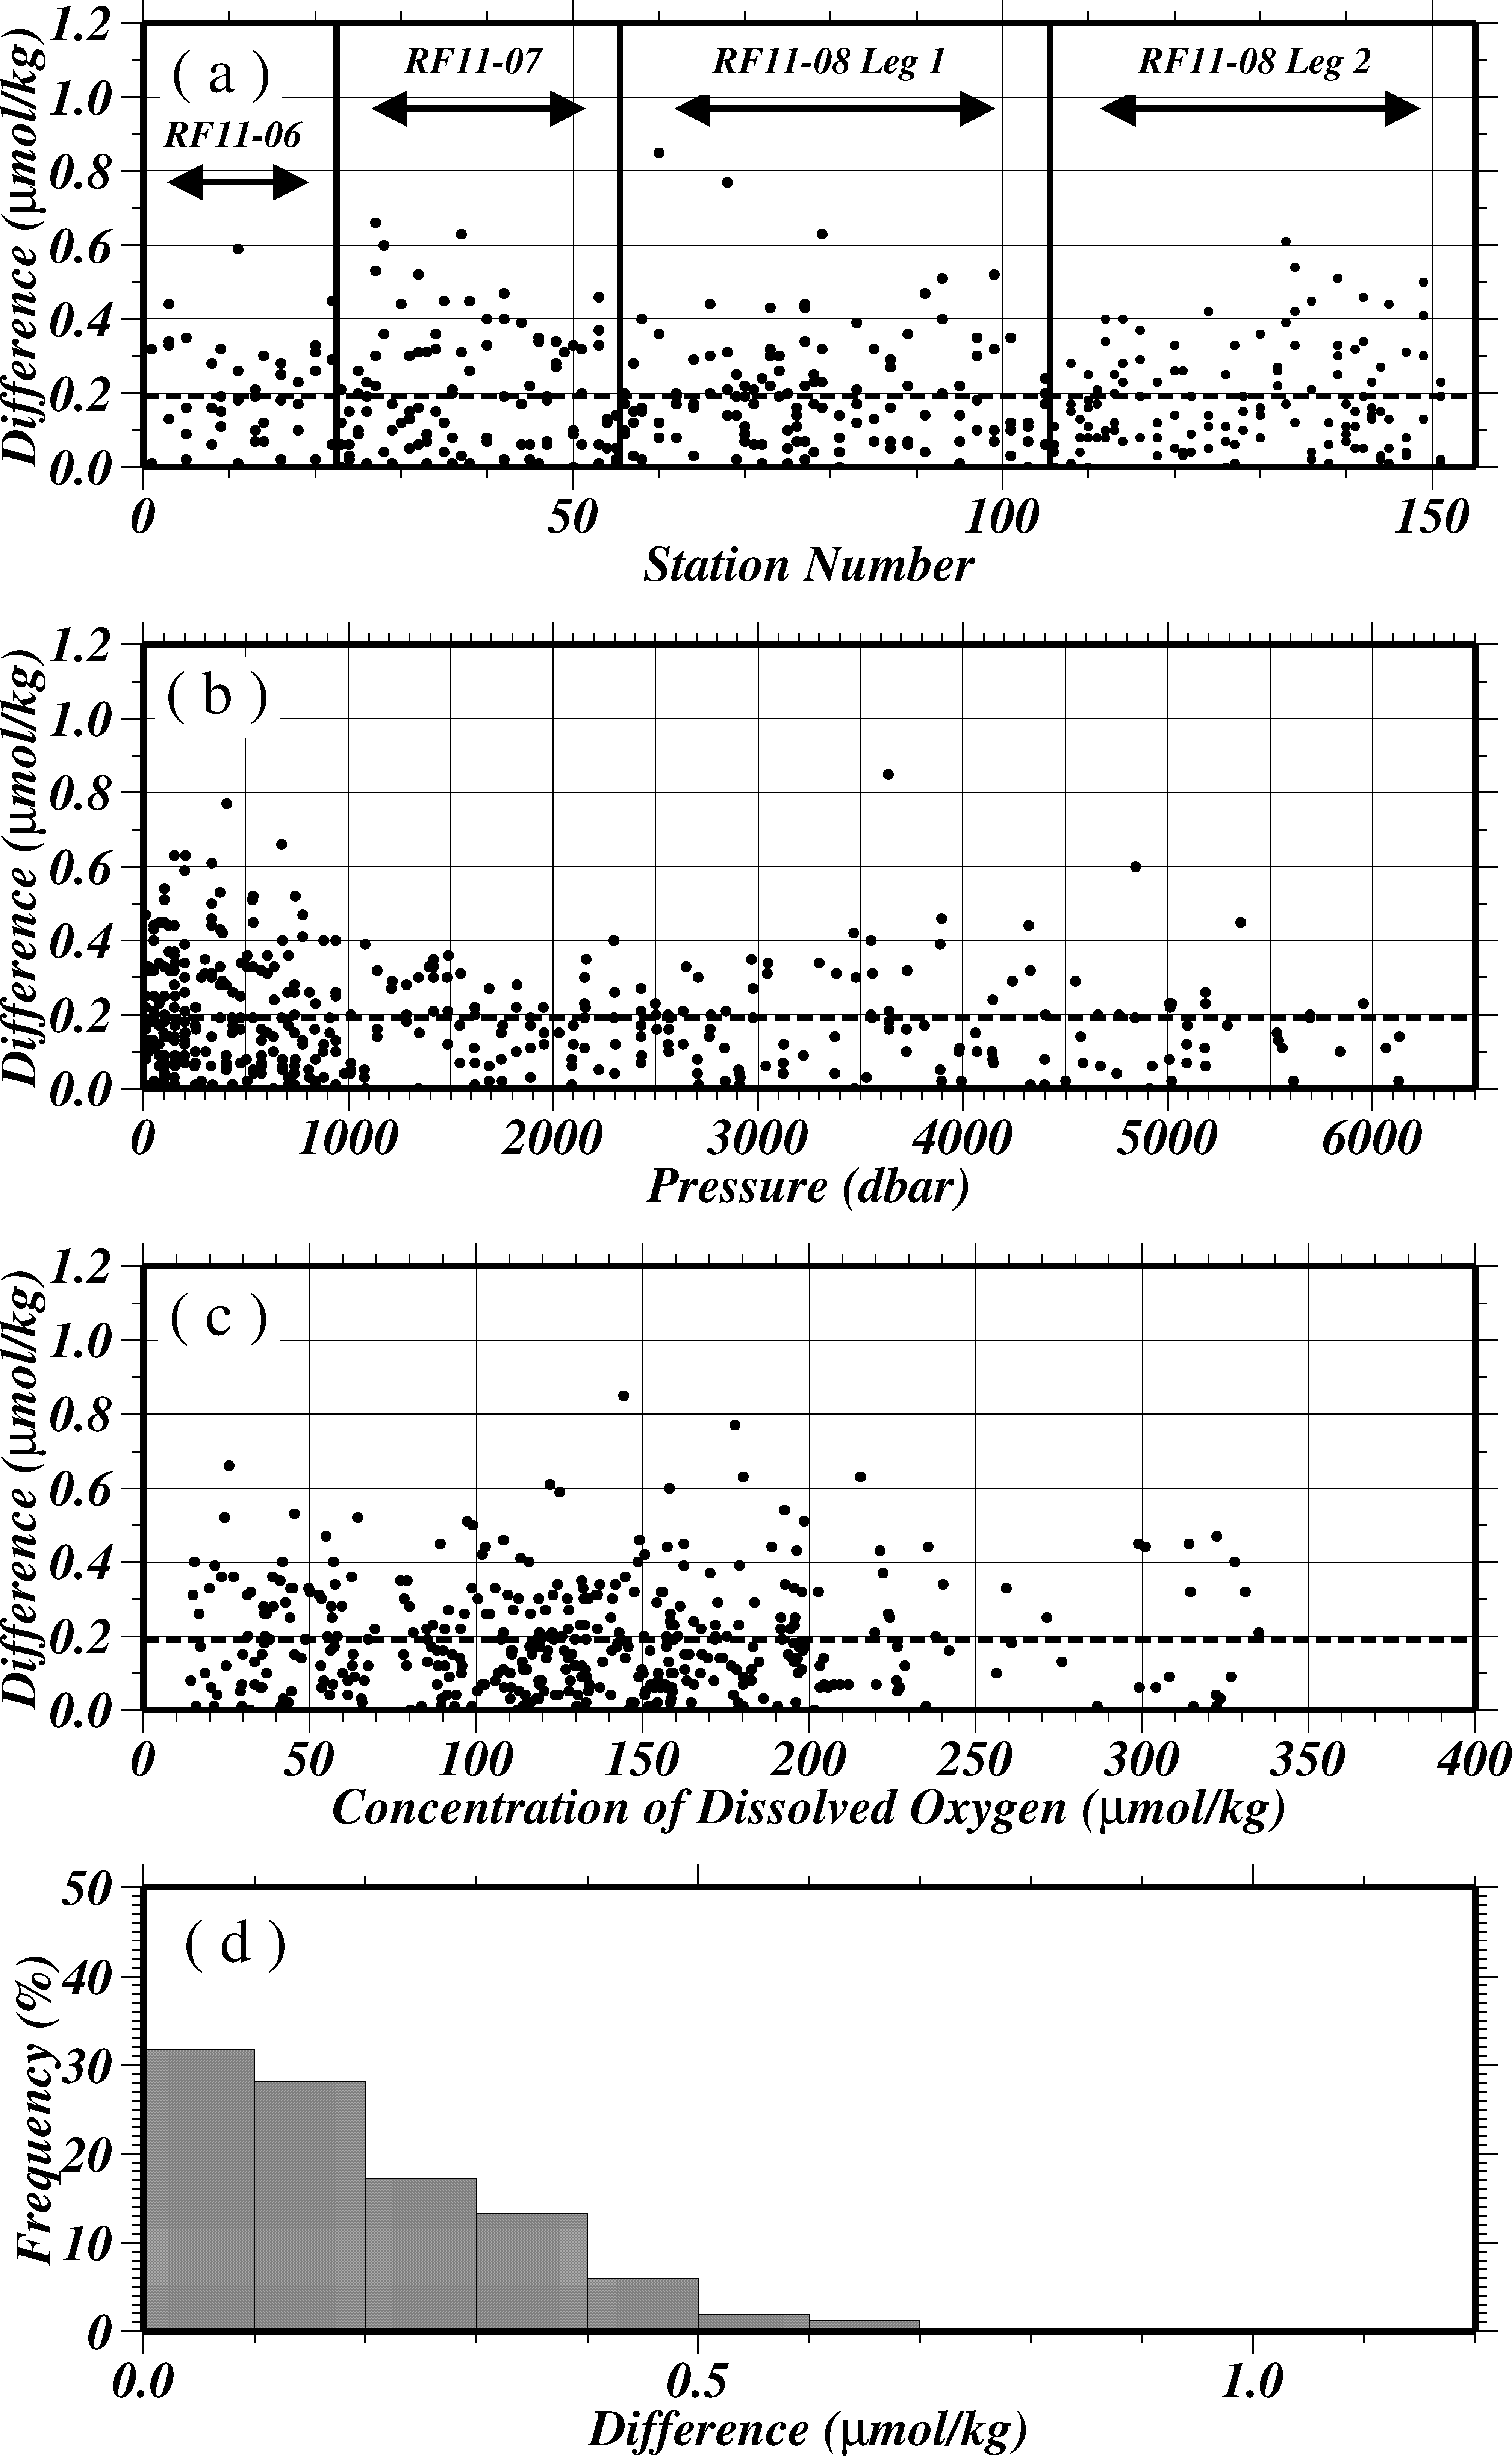 Difference (μmol/kg)
1.2
1.0
0.8
0.6
0.4
0.2
0.0
( a )
RF11-06
RF11-07
RF11-08 Leg 1
RF11-08 Leg 2
0 50 100 150
Station Number
Difference (μmol/kg)
1.2
1.0
0.8
0.6
0.4
0.2
0.0
( b )
0 1000 2000 3000 4000 5000 6000
Pressure (dbar)
Difference (μmol/kg)
1.2
1.0
0.8
0.6
0.4
0.2
0.0
( c )
0 50 100 150 200 250 300 350 400
Concentration of Dissolved Oxygen (μmol/kg)
Frequency (%)
50
40
30
20
10
0
( d )
0.0 0.5 1.0
Difference (μmol/kg)